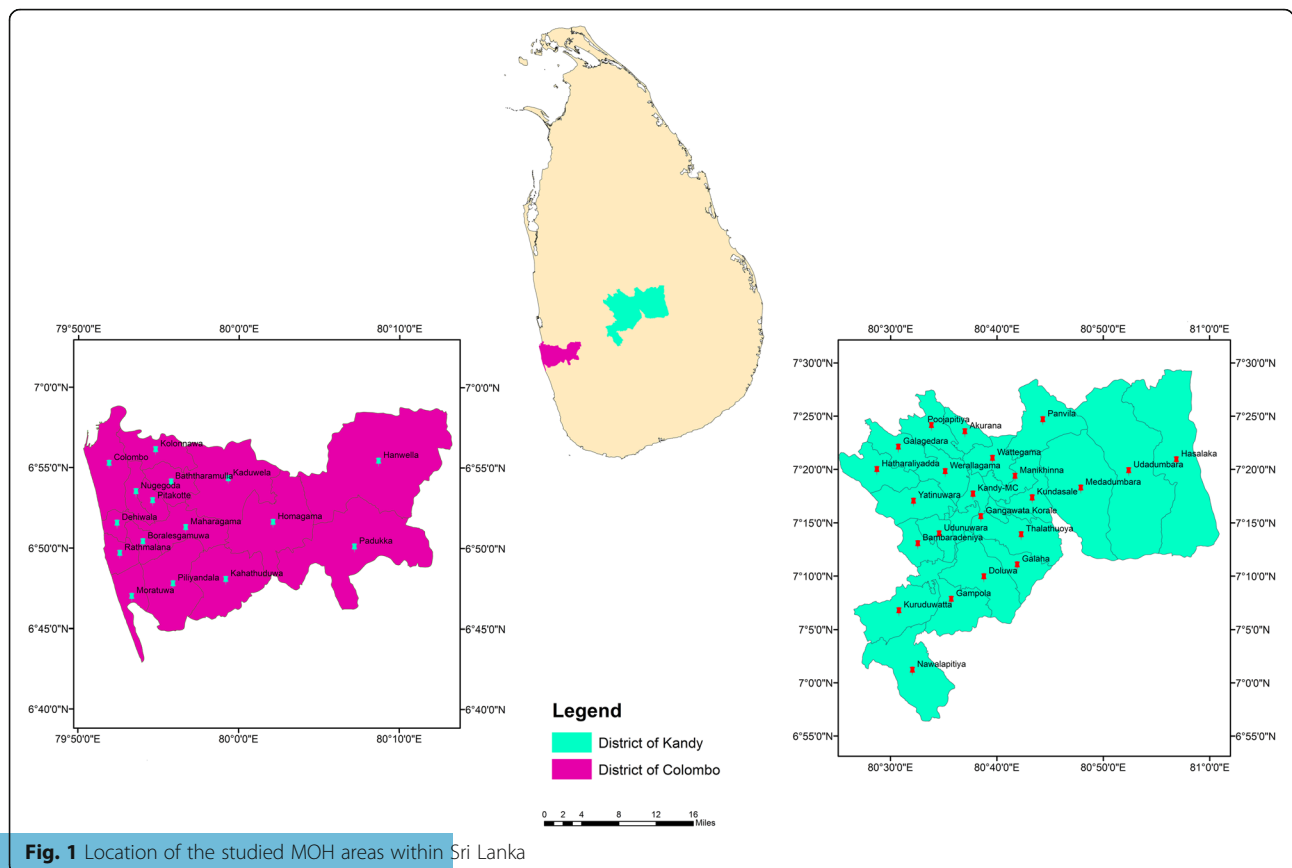 79°50'0"E 80°0'0"E 80°10'0"E
7°0'0"N 7°0'0"N
6°55'0"N 6°55'0"N
6°50'0"N 6°50'0"N
6°45'0"N 6°45'0"N
6°40'0"N 6°40'0"N
79°50'0"E 80°0'0"E 80°10'0"E
Kolonnawa
Colombo
Hanwella
Baththaramulla
Kaduwela
Nugegoda
Pitakotte
Dehiwala
Maharagama
Homagama
Boralesgamuwa
Rathmalana
Padukka
Piliyandala
Kahathuduwa
Moratuwa
80°30'0"E 80°40'0"E 80°50'0"E 81°0'0"E
7°30'0"N 7°30'0"N
7°25'0"N 7°25'0"N
7°20'0"N 7°20'0"N
7°15'0"N 7°15'0"N
7°10'0"N 7°10'0"N
7°5'0"N 7°5'0"N
7°0'0"N 7°0'0"N
6°55'0"N 6°55'0"N
80°30'0"E 80°40'0"E 80°50'0"E 81°0'0"E
Poojapitiya
Akurana
Panvila
Galagedara
Wattegama
Hasalaka
Hatharaliyadda
Werallagama
Manikhinna
Udadumbara
Medadumbara
Yatinuwara
Kandy-MC
Kundasale
Gangawata Korale
Udunuwara
Thalathuoya
Bambaradeniya
Galaha
Doluwa
Kuruduwatta
Gampola
Nawalapitiya
Legend
District of Kandy
District of Colombo
0 2 4 8 12 16
Miles
Fig. 1 Location of the studied MOH areas within Sri Lanka